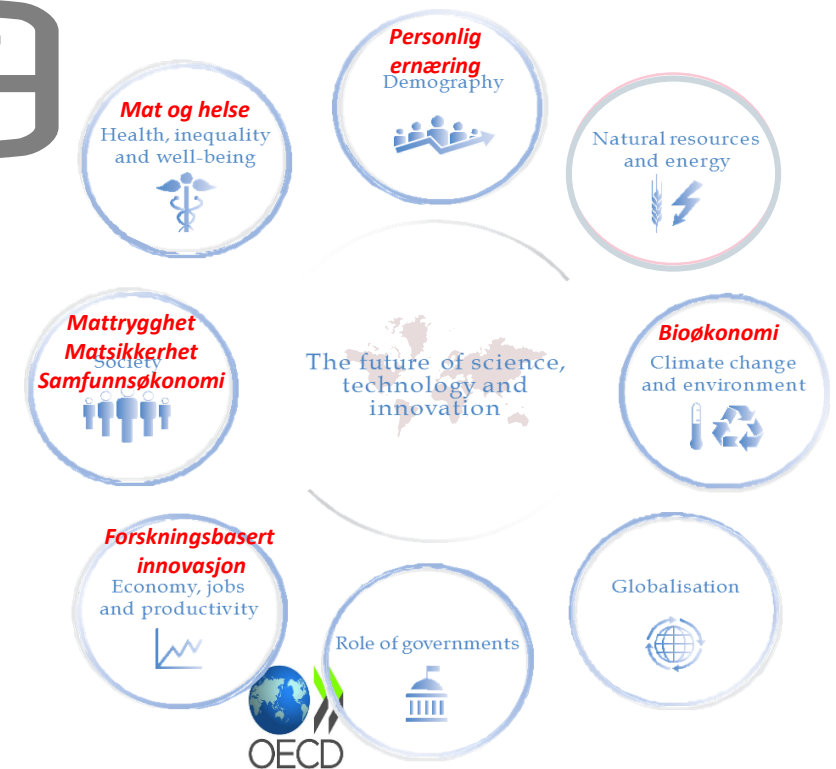 Personlig
ernæring
Demography
Mat og helse
Health, inequality
and well-being
Natural resources
and energy
Mattrygghet
Matsikkerhet
Society
Samfunnsøkonomi
The future of science,
technology and
innovation
Bioøkonomi
Climate change
and environment
Forskningsbasert
innovasjon
Economy, jobs
and productivity
Role of governments
Globalisation
OECD